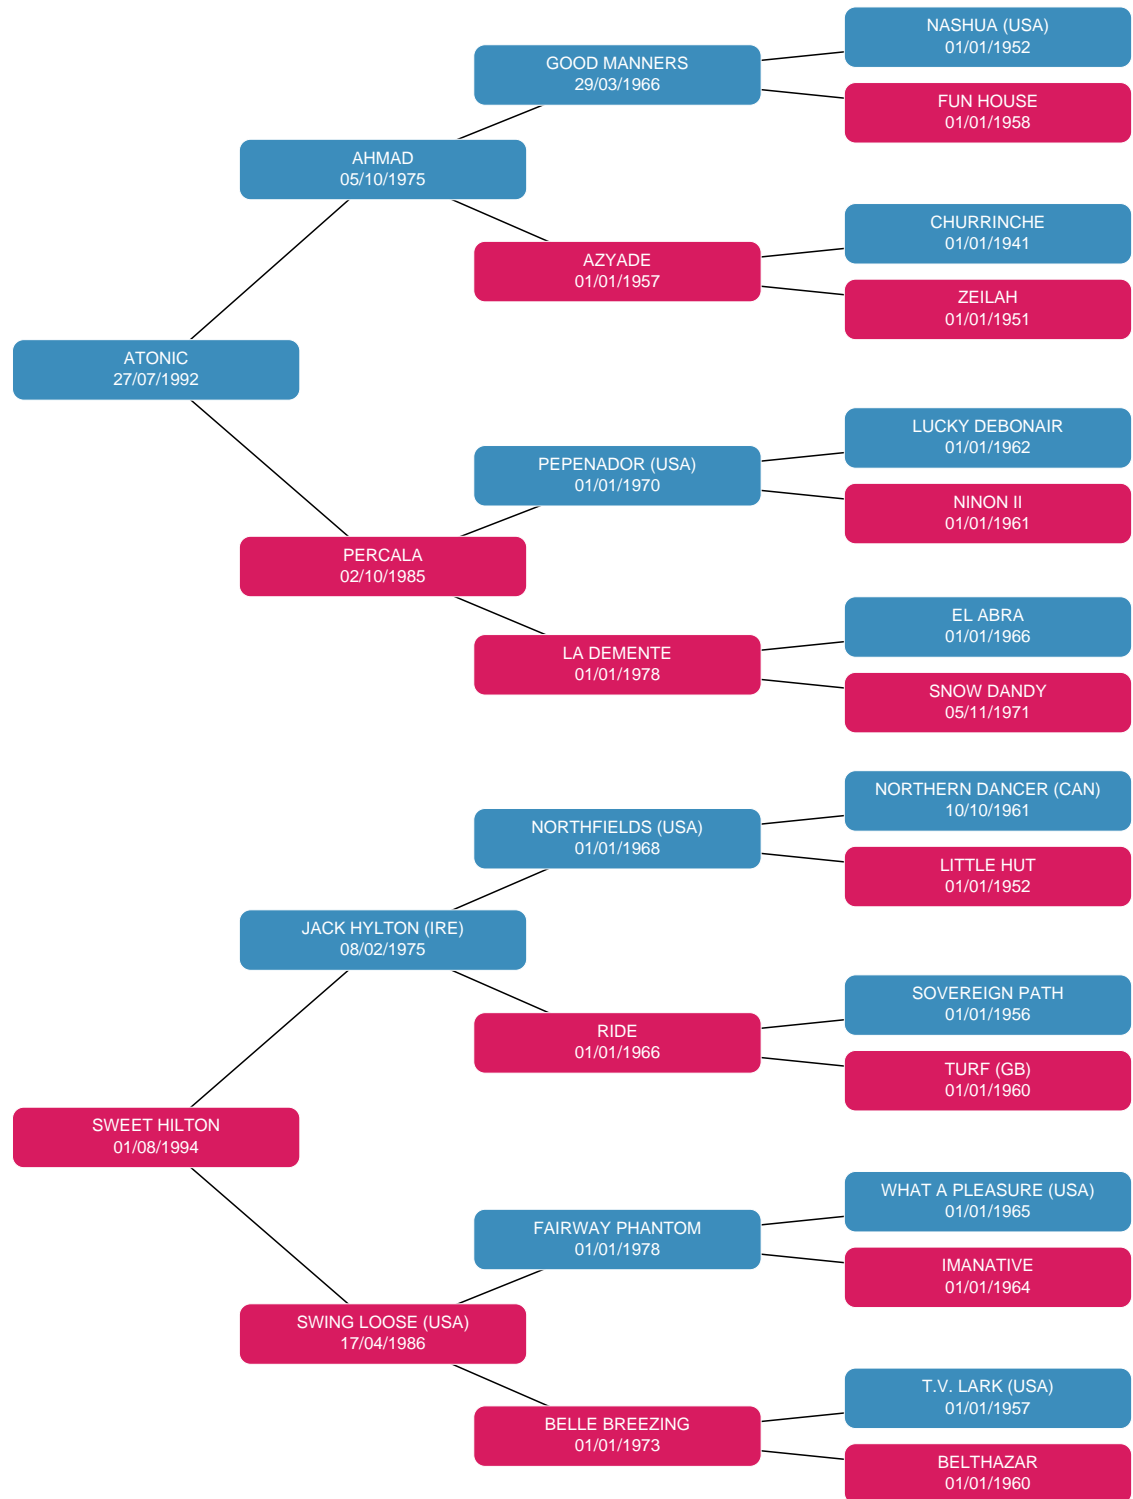 NASHUA (USA)
01/01/1952
GOOD MANNERS
29/03/1966
FUN HOUSE
01/01/1958
AHMAD
05/10/1975
CHURRINCHE
01/01/1941
AZYADE
01/01/1957
ZEILAH
01/01/1951
ATONIC
27/07/1992
LUCKY DEBONAIR
01/01/1962
PEPENADOR (USA)
01/01/1970
NINON II
01/01/1961
PERCALA
02/10/1985
EL ABRA
01/01/1966
LA DEMENTE
01/01/1978
SNOW DANDY
05/11/1971
NORTHERN DANCER (CAN)
10/10/1961
NORTHFIELDS (USA)
01/01/1968
LITTLE HUT
01/01/1952
JACK HYLTON (IRE)
08/02/1975
SOVEREIGN PATH
01/01/1956
RIDE
01/01/1966
TURF (GB)
01/01/1960
SWEET HILTON
01/08/1994
WHAT A PLEASURE (USA)
01/01/1965
FAIRWAY PHANTOM
01/01/1978
IMANATIVE
01/01/1964
SWING LOOSE (USA)
17/04/1986
T.V. LARK (USA)
01/01/1957
BELLE BREEZING
01/01/1973
BELTHAZAR
01/01/1960